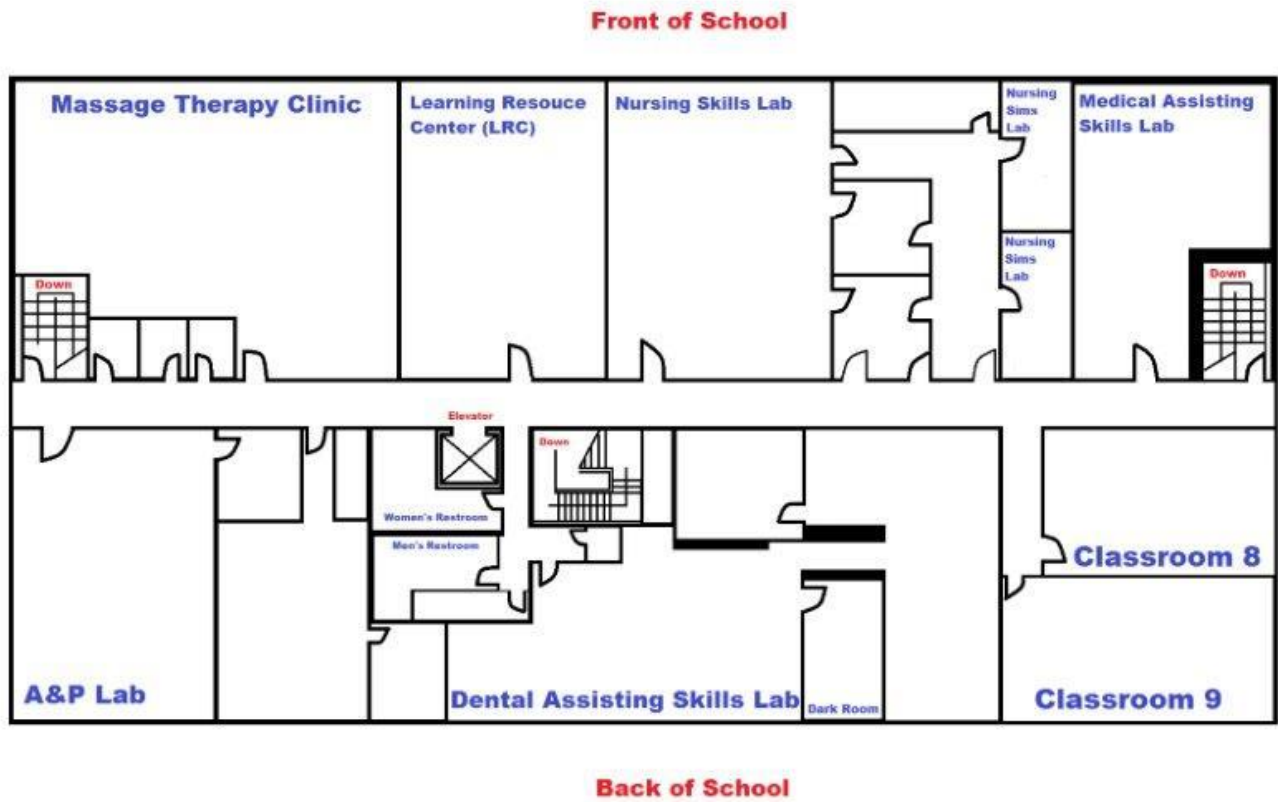 Front of School
Massage Therapy Clinic
Learning Resouce
Center (LRC)
Nursing Skills Lab
Nursing
Sims
Lab
Medical Assisting
Skills Lab
Nursing
Sims
Lab
Down
Down
Elevator
Down
Women's Restroom
Men's Restroom
Classroom 8
A&P Lab
Dental Assisting Skills Lab
Dark Room
Classroom 9
Back of School